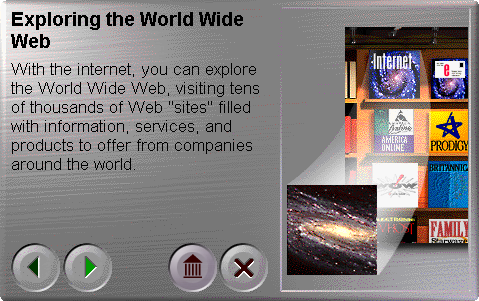 Exploring the World Wide
Web
With the internet, you can explore
the World Wide Web, visiting tens
of thousands of Web "sites" filled
with information, services, and
products to offer from companies
around the world.
Internet
e
AMERICA
ONLINE
PRODIGY
BRITANNICA
FAMILY